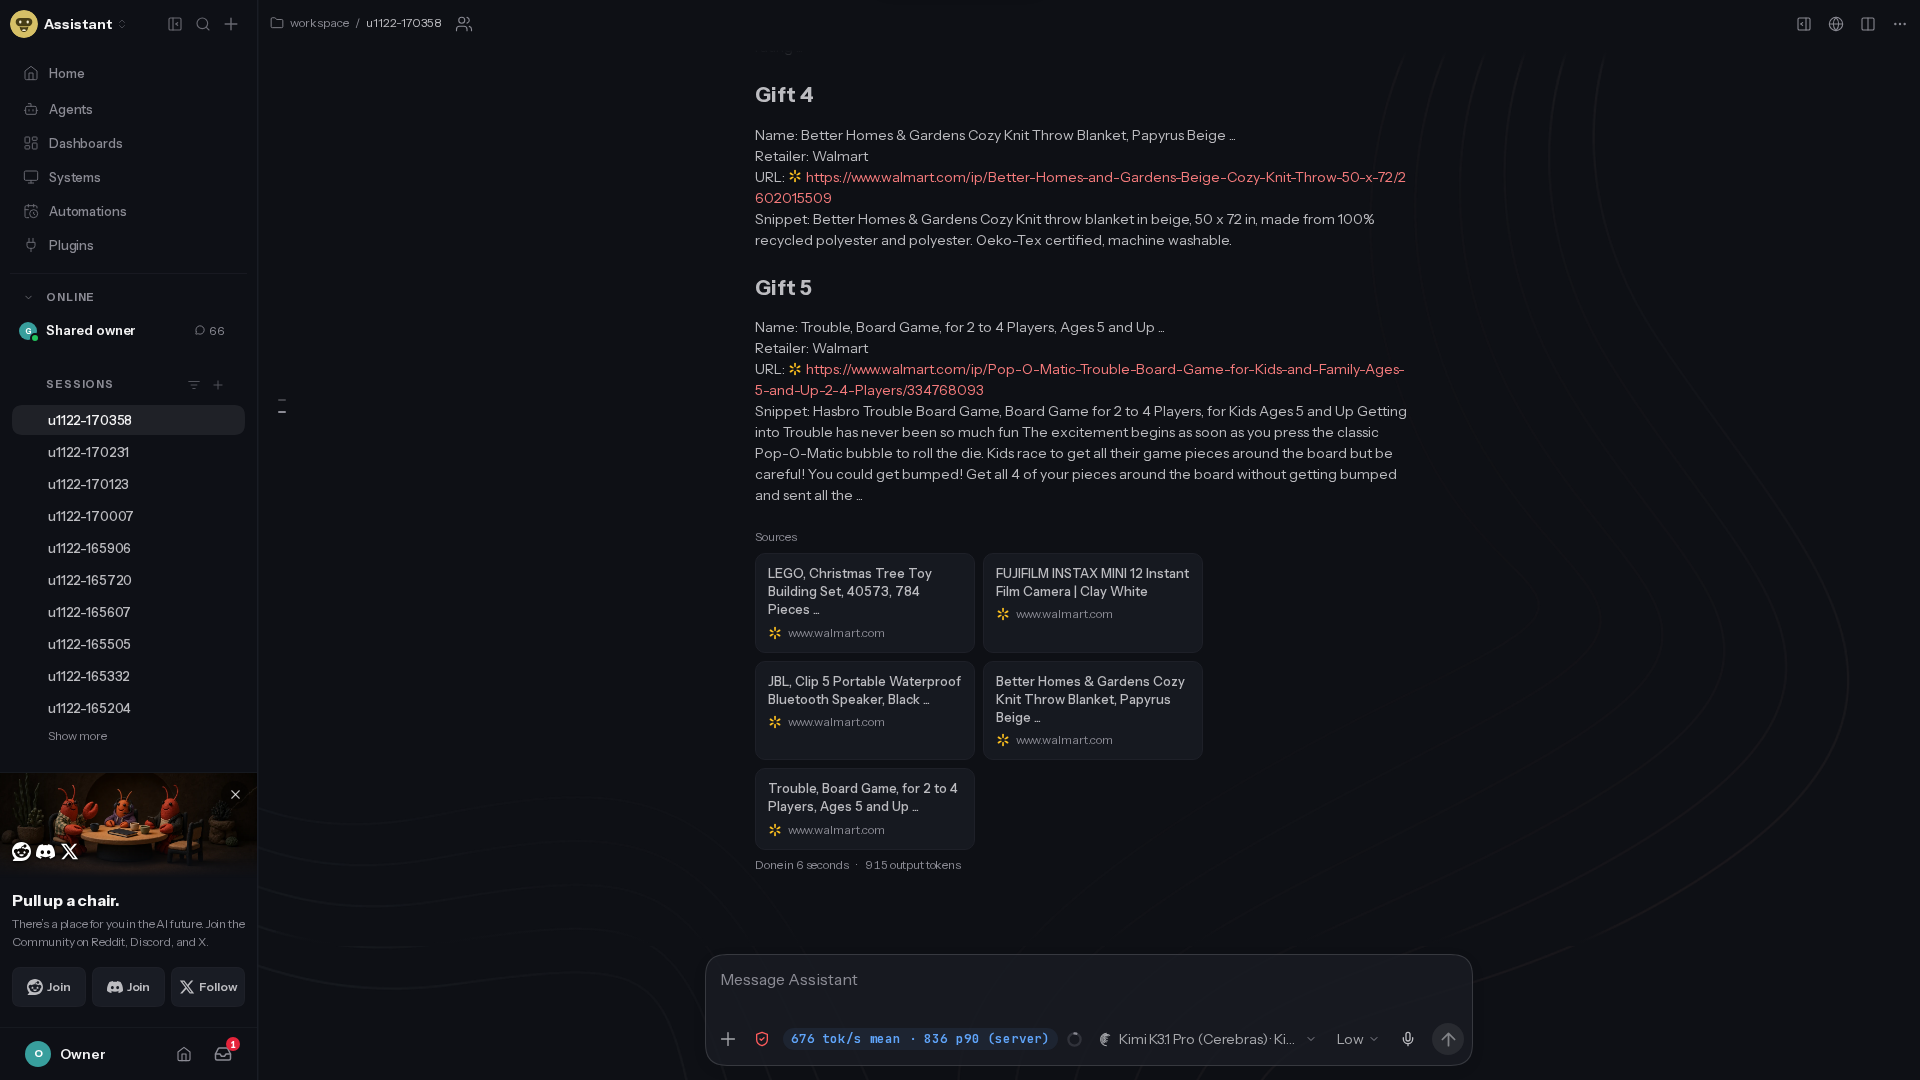 Assistant
workspace / u1122-170358
Home
Agents
Dashboards
Systems
Automations
Plugins
ONLINE
G
Shared owner
66
SESSIONS
u1122-170358
u1122-170231
u1122-170123
u1122-170007
u1122-165906
u1122-165720
u1122-165607
u1122-165505
u1122-165332
u1122-165204
Show more
Pull up a chair.
There's a place for you in the AI future. Join the
Community on Reddit, Discord, and X.
Join
Join
Follow
O
Owner
1
Gift 4
Name: Better Homes & Gardens Cozy Knit Throw Blanket, Papyrus Beige ...
Retailer: Walmart
URL: https://www.walmart.com/ip/Better-Homes-and-Gardens-Beige-Cozy-Knit-Throw-50-x-72/2
602015509
Snippet: Better Homes & Gardens Cozy Knit throw blanket in beige, 50 x 72 in, made from 100%
recycled polyester and polyester. Oeko-Tex certified, machine washable.
Gift 5
Name: Trouble, Board Game, for 2 to 4 Players, Ages 5 and Up ...
Retailer: Walmart
URL: https://www.walmart.com/ip/Pop-O-Matic-Trouble-Board-Game-for-Kids-and-Family-Ages-
5-and-Up-2-4-Players/334768093
Snippet: Hasbro Trouble Board Game, Board Game for 2 to 4 Players, for Kids Ages 5 and Up Getting
into Trouble has never been so much fun The excitement begins as soon as you press the classic
Pop-O-Matic bubble to roll the die. Kids race to get all their game pieces around the board but be
careful! You could get bumped! Get all 4 of your pieces around the board without getting bumped
and sent all the ...
Sources
LEGO, Christmas Tree Toy
Building Set, 40573, 784
Pieces ...
www.walmart.com
FUJIFILM INSTAX MINI 12 Instant
Film Camera | Clay White
www.walmart.com
JBL, Clip 5 Portable Waterproof
Bluetooth Speaker, Black ...
www.walmart.com
Better Homes & Gardens Cozy
Knit Throw Blanket, Papyrus
Beige ...
www.walmart.com
Trouble, Board Game, for 2 to 4
Players, Ages 5 and Up ...
www.walmart.com
Done in 6 seconds · 915 output tokens
Message Assistant
676 tok/s mean · 836 p90 (server)
Kimi K3.1 Pro (Cerebras) · Ki...
Low